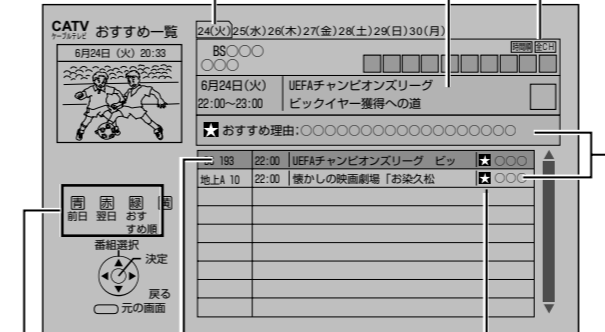 CATV おすすめ一覧
ケーブルテレビ
6月24日(火) 20:33
24(火)25(水)26(木)27(金)28(土)29(日)30(月)
BS○○○
○○○
時間順 全CH
6月24日(火) UEFAチャンピオンズリーグ
22:00~23:00 ビックイヤー獲得への道
★おすすめ理由:○○○○○○○○○○○○○○○○○○
193 22:00 UEFAチャンピオンズリーグ ビッ ★○○○
地上A 10 22:00 懐かしの映画劇場「お染久松 ★○○○
青 赤 緑 黄
前日 翌日 おす
すめ順
番組選択
決定
戻る
元の画面